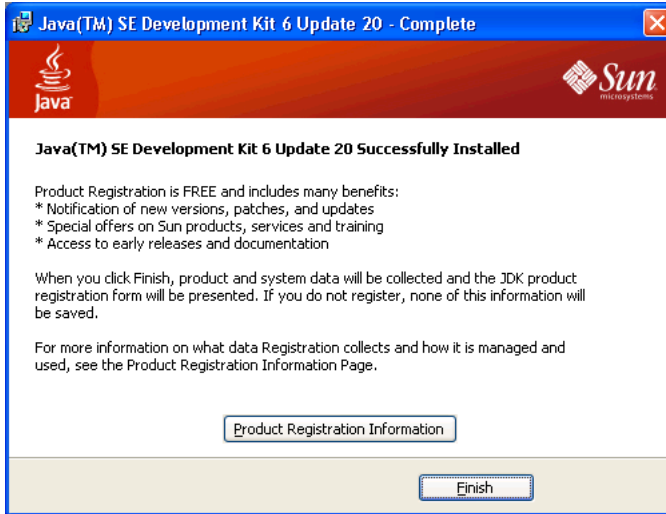 Java(TM) SE Development Kit 6 Update 20 - Complete
Java
Sun
microsystems
Java(TM) SE Development Kit 6 Update 20 Successfully Installed
Product Registration is FREE and includes many benefits:
* Notification of new versions, patches, and updates
* Special offers on Sun products, services and training
* Access to early releases and documentation
When you click Finish, product and system data will be collected and the JDK product
registration form will be presented. If you do not register, none of this information will
be saved.
For more information on what data Registration collects and how it is managed and
used, see the Product Registration Information Page.
Product Registration Information
Finish